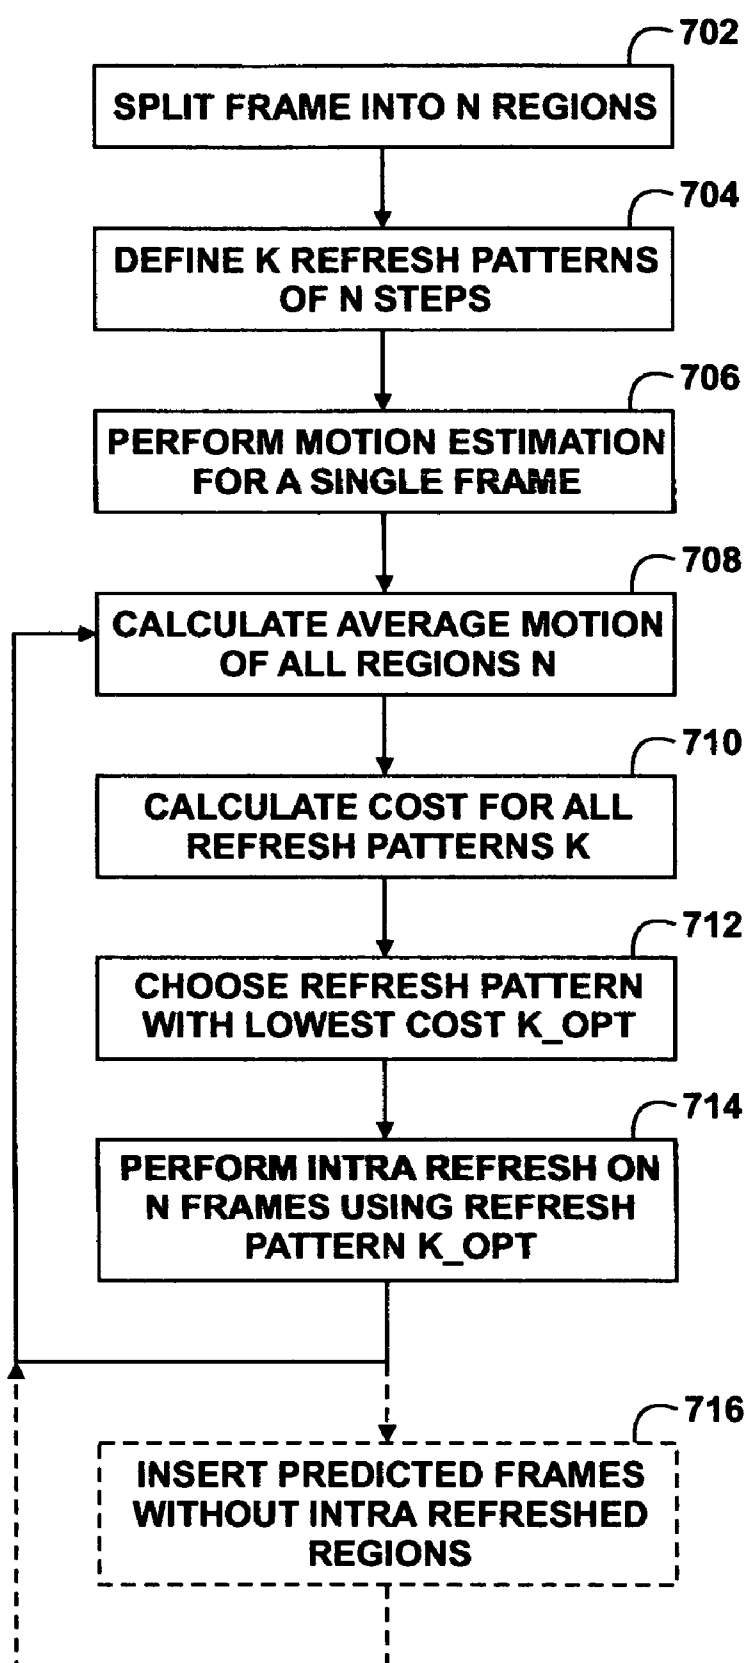 702
SPLIT FRAME INTO N REGIONS
704
DEFINE K REFRESH PATTERNS
OF N STEPS
706
PERFORM MOTION ESTIMATION
FOR A SINGLE FRAME
708
CALCULATE AVERAGE MOTION
OF ALL REGIONS N
710
CALCULATE COST FOR ALL
REFRESH PATTERNS K
712
CHOOSE REFRESH PATTERN
WITH LOWEST COST K_OPT
714
PERFORM INTRA REFRESH ON
N FRAMES USING REFRESH
PATTERN K_OPT
716
INSERT PREDICTED FRAMES
WITHOUT INTRA REFRESHED
REGIONS